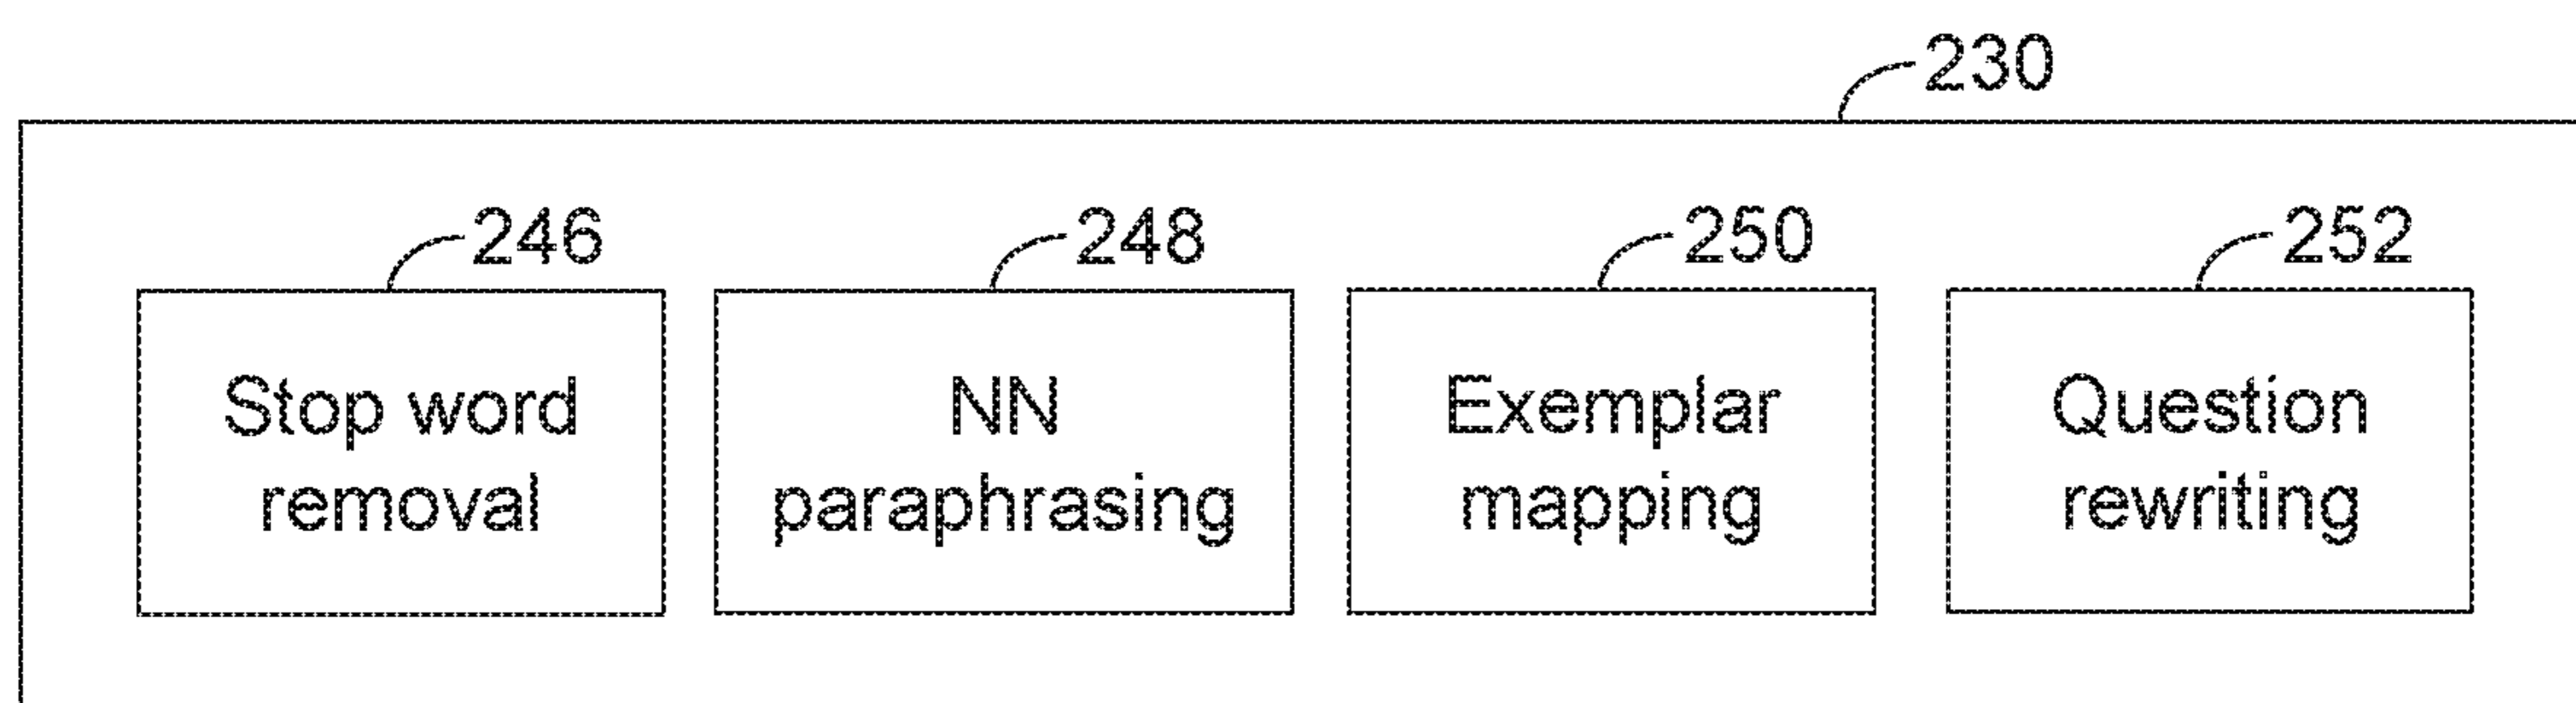 230
246
248
250
252
Stop word
removal
NN
paraphrasing
Exemplar
mapping
Question
rewriting